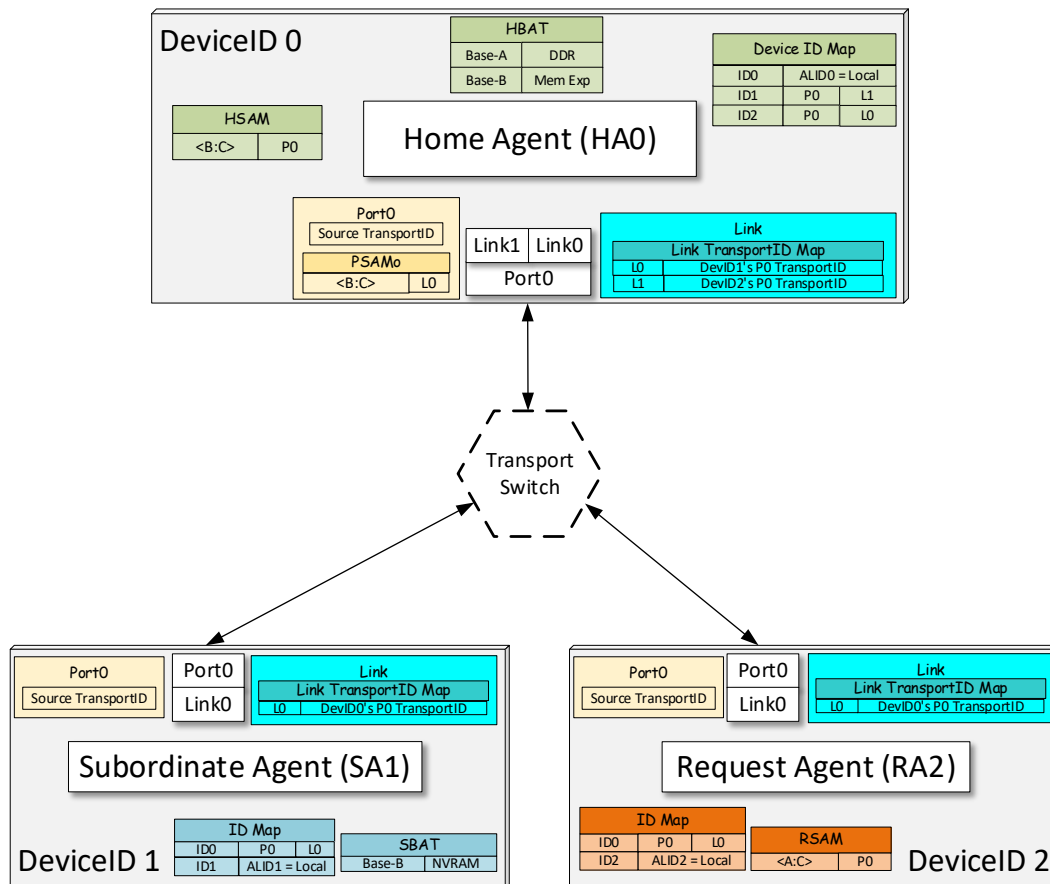 DeviceID 0
HBAT
Base-A DDR
Base-B Mem Exp
Device ID Map
ID0 ALID0 = Local
ID1 P0 L1
ID2 P0 L0
HSAM
<B:C> P0
Home Agent (HA0)
Port0
Source TransportID
PSAMo
<B:C> L0
Link1 Link0
Port0
Link
Link TransportID Map
L0 DevID1's P0 TransportID
L1 DevID2's P0 TransportID
Transport
Switch
Port0
Source TransportID
Port0
Link0
Link
Link TransportID Map
L0 DevID0's P0 TransportID
Subordinate Agent (SA1)
ID Map
ID0 P0 L0
ID1 ALID1 = Local
SBAT
Base-B NVRAM
DeviceID 1
Port0
Source TransportID
Port0
Link0
Link
Link TransportID Map
L0 DevID0's P0 TransportID
Request Agent (RA2)
ID Map
ID0 P0 L0
ID2 ALID2 = Local
RSAM
<A:C> P0
DeviceID 2